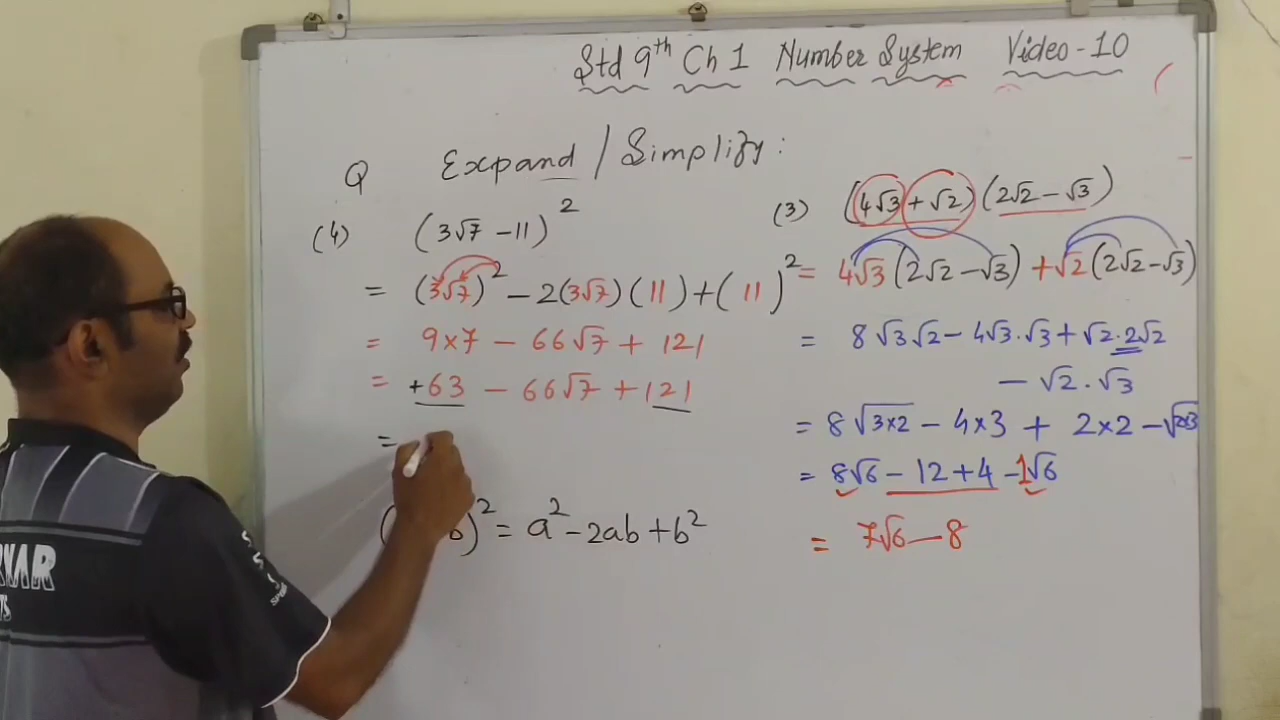 Std 9th Ch 1 Number System Video - 10
Q Expand / Simplify :
(4) (3√7 - 11)²
= (3√7)² - 2(3√7)(11) + (11)²
= 9×7 - 66√7 + 121
= +63 - 66√7 + 121
=
)² = a² - 2ab + b²
(3) (4√3 + √2)(2√2 - √3)
= 4√3(2√2 - √3) + √2(2√2 - √3)
= 8√3√2 - 4√3.√3 + √2.2√2
- √2.√3
= 8√3×2 - 4×3 + 2×2 - √2×3
= 8√6 - 12 + 4 - 1√6
= 7√6 - 8